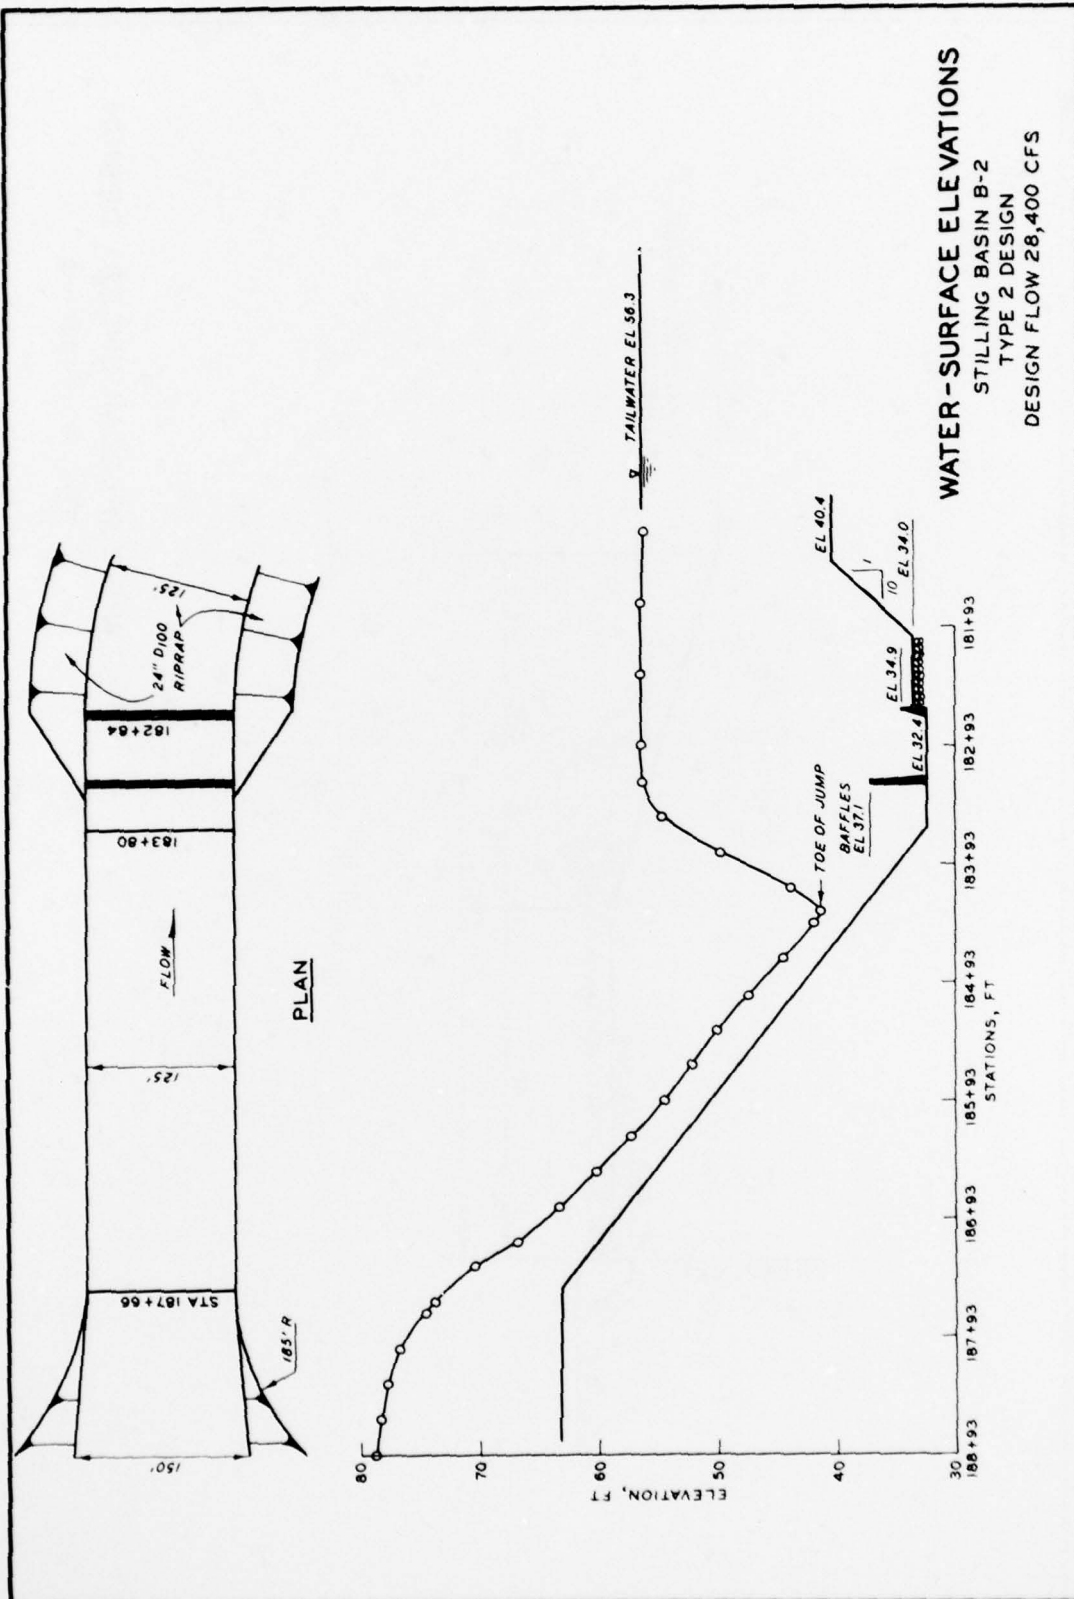 150'
185' R
STA 187+66
125'
FLOW
183+80
182+84
24" D100
RIPRAP
125'
PLAN
80
70
60
50
40
30
ELEVATION, FT
TAILWATER EL 56.3
TOE OF JUMP
BAFFLES
EL 37.1
EL 32.4
EL 34.9
EL 34.0
EL 40.4
1
10
188+93
187+93
186+93
185+93
184+93
183+93
182+93
181+93
STATIONS, FT
WATER-SURFACE ELEVATIONS
STILLING BASIN B-2
TYPE 2 DESIGN
DESIGN FLOW 28,400 CFS